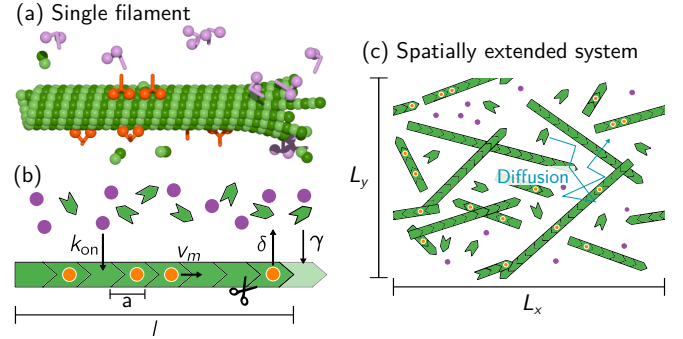 (a) Single filament
(b)
k_on
v_m
δ
γ
a
l
(c) Spatially extended system
L_y
Diffusion
L_x